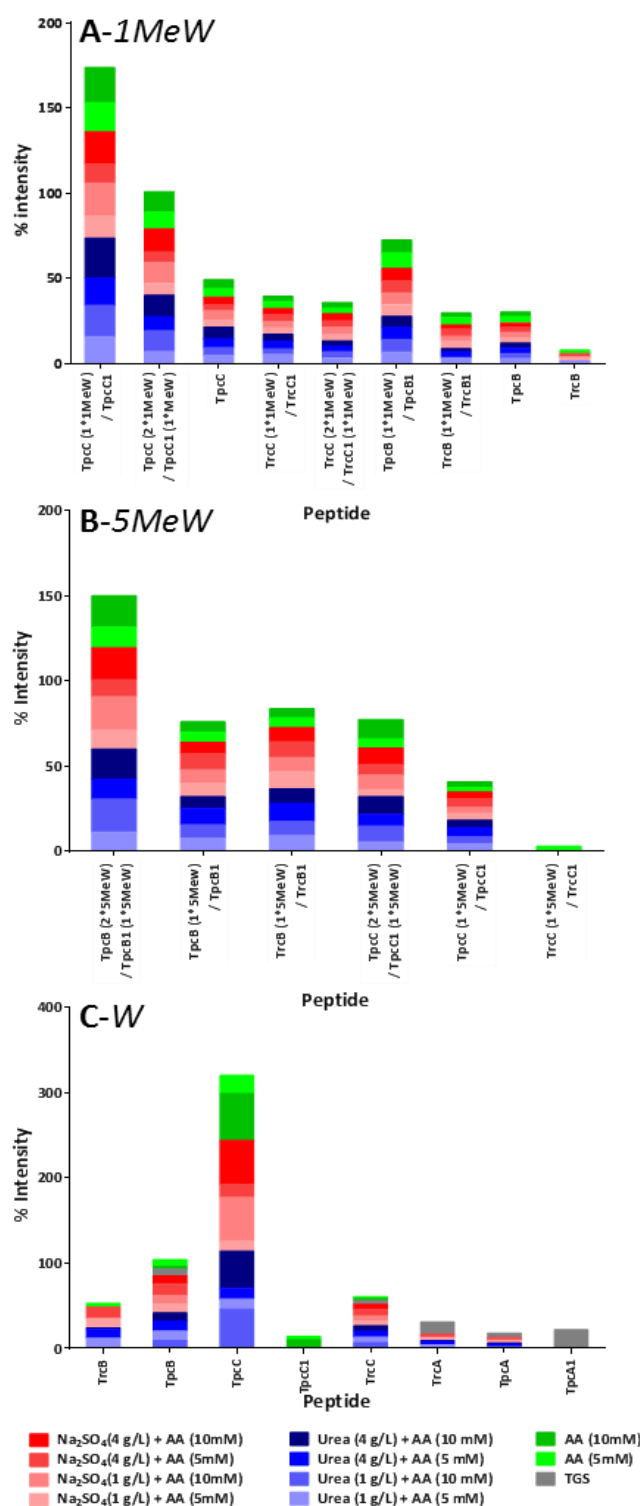 A-1MeW
200
150
100
50
0
% intensity
TpcC (1*1MeW)
/ TpcC1
TpcC (2*1MeW)
/ TpcC1 (1*MeW)
TpcC
TrcC (1*1MeW)
/ TrcC1
TrcC (2*1MeW)
/ TrcC1 (1*1MeW)
TpcB (1*1MeW)
/ TpcB1
TrcB (1*1MeW)
/ TrcB1
TpcB
TrcB
Peptide
B-5MeW
200
150
100
50
0
% Intensity
TpcB (2*5MeW)
/ TpcB1 (1*5MeW)
TpcB (1*5MeW)
/ TpcB1
TrcB (1*5MeW)
/ TrcB1
TpcC (2*5MeW)
/ TpcC1 (1*5MeW)
TpcC (1*5MeW)
/ TpcC1
TrcC (1*5MeW)
/ TrcC1
Peptide
C-W
400
300
200
100
0
% Intensity
TrcB
TpcB
TpcC
TpcC1
TrcC
TrcA
TpcA
TpcA1
Peptide
Na₂SO₄(4 g/L) + AA (10mM)
Na₂SO₄(4 g/L) + AA (5mM)
Na₂SO₄(1 g/L) + AA (10mM)
Na₂SO₄(1 g/L) + AA (5mM)
Urea (4 g/L) + AA (10 mM)
Urea (4 g/L) + AA (5 mM)
Urea (1 g/L) + AA (10 mM)
Urea (1 g/L) + AA (5 mM)
AA (10mM)
AA (5mM)
TGS